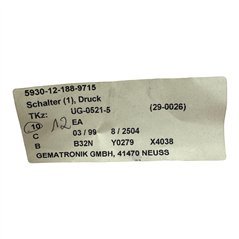 5930-12-188-9715
Schalter (1), Druck
TKz: UG-0521-5 (29-0026)
10 12 EA
C 03 / 99 8 / 2504
B B32N Y0279 X4038
GEMATRONIK GMBH, 41470 NEUSS